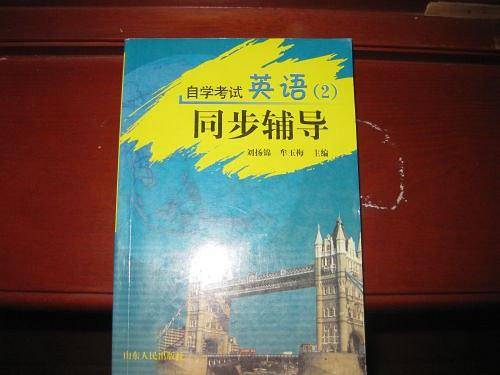 自学考试 英语(2)
同步辅导
刘扬锦 牟玉梅 主编
山东人民出版社